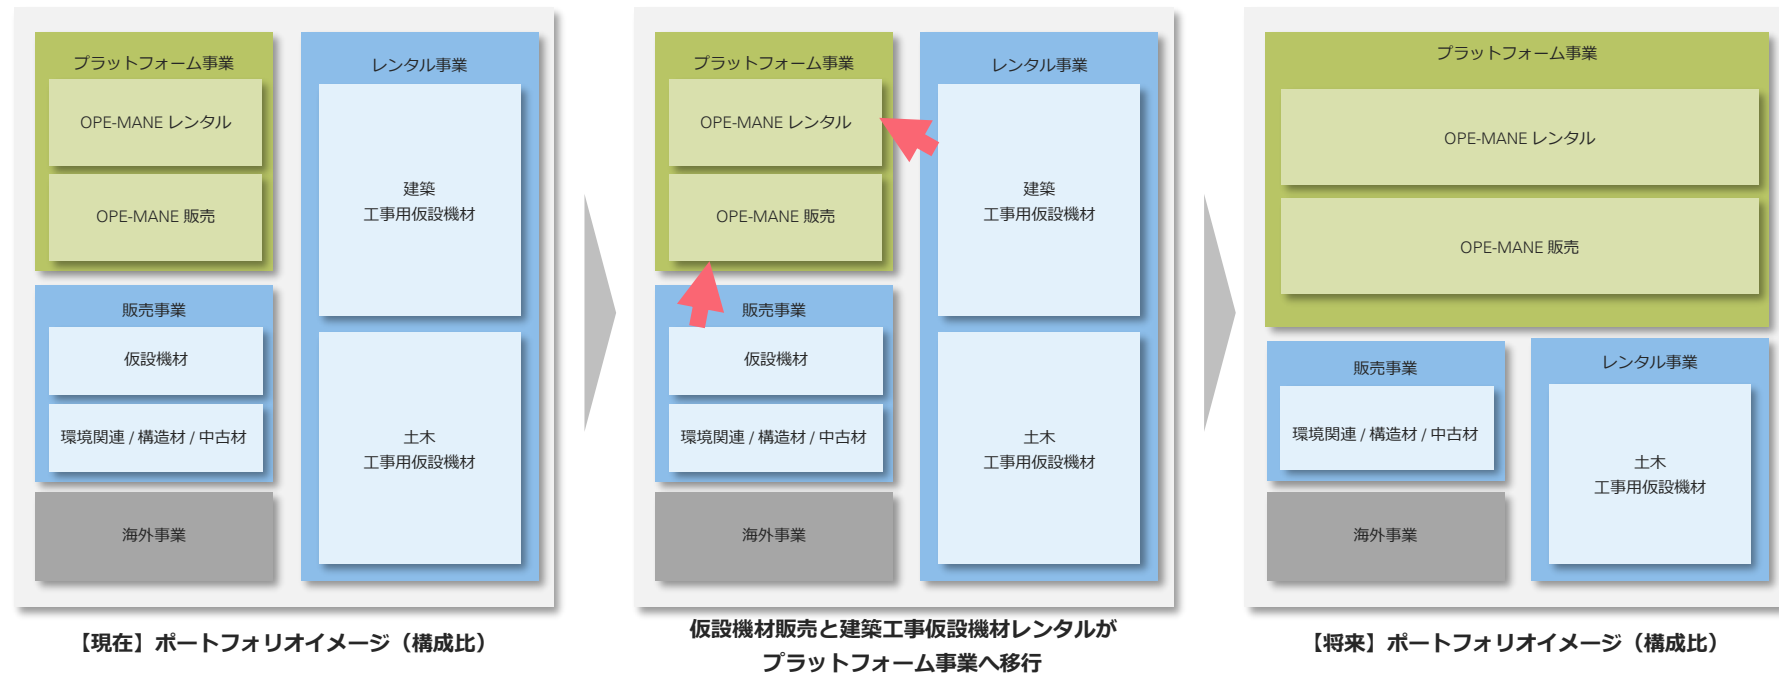 プラットフォーム事業
OPE-MANE レンタル
OPE-MANE 販売
販売事業
仮設機材
環境関連 / 構造材 / 中古材
海外事業
レンタル事業
建築
工事用仮設機材
土木
工事用仮設機材
【現在】ポートフォリオイメージ（構成比）
プラットフォーム事業
OPE-MANE レンタル
OPE-MANE 販売
販売事業
仮設機材
環境関連 / 構造材 / 中古材
海外事業
レンタル事業
建築
工事用仮設機材
土木
工事用仮設機材
仮設機材販売と建築工事仮設機材レンタルが
プラットフォーム事業へ移行
プラットフォーム事業
OPE-MANE レンタル
OPE-MANE 販売
販売事業
環境関連 / 構造材 / 中古材
海外事業
レンタル事業
土木
工事用仮設機材
【将来】ポートフォリオイメージ（構成比）